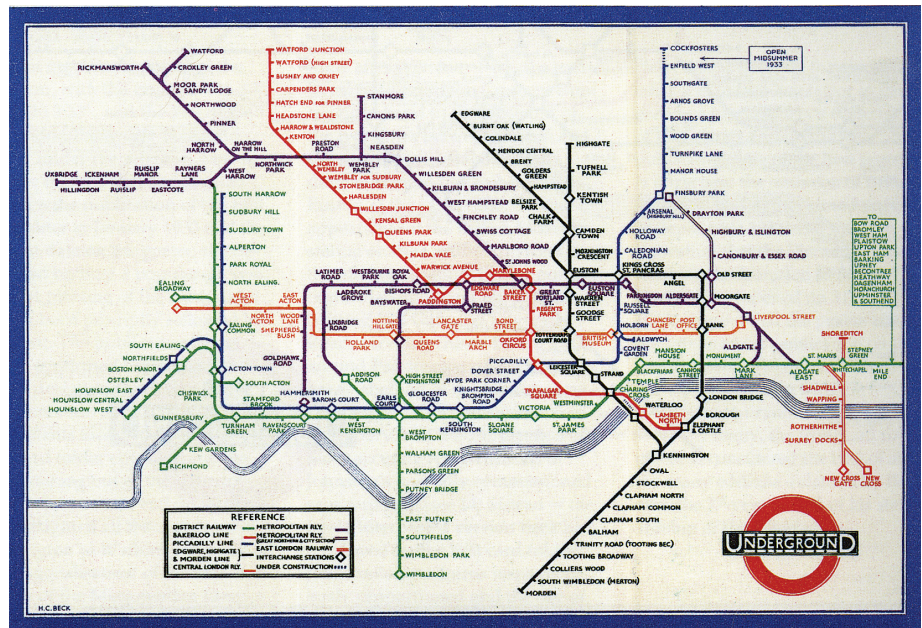 WATFORD
CROXLEY GREEN
RICKMANSWORTH
MOOR PARK
& SANDY LODGE
NORTHWOOD
PINNER
NORTH
HARROW
HARROW
ON THE HILL
WEST
HARROW
NORTHWICK
PARK
PRESTON
ROAD
WEMBLEY
PARK
STANMORE
CANONS PARK
KINGSBURY
NEASDEN
DOLLIS HILL
WILLESDEN GREEN
KILBURN & BRONDESBURY
WEST HAMPSTEAD
FINCHLEY ROAD
SWISS COTTAGE
MARLBORO ROAD
ST JOHNS WOOD
UXBRIDGE
ICKENHAM
RUISLIP
MANOR
RAYNERS
LANE
HILLINGDON
RUISLIP
EASTCOTE
WATFORD JUNCTION
WATFORD (HIGH STREET)
BUSHEY AND OXHEY
CARPENDERS PARK
HATCH END FOR PINNER
HEADSTONE LANE
HARROW & WEALDSTONE
KENTON
NORTH
WEMBLEY
WEMBLEY FOR SUDBURY
STONEBRIDGE PARK
HARLESDEN
WILLESDEN JUNCTION
KENSAL GREEN
QUEENS PARK
KILBURN PARK
MAIDA VALE
WARWICK AVENUE
PADDINGTON
EDGWARE
ROAD
MARYLEBONE
BAKER
STREET
REGENTS
PARK
EDGWARE
BURNT OAK (WATLING)
COLINDALE
HENDON CENTRAL
BRENT
GOLDERS
GREEN
HAMPSTEAD
BELSIZE
PARK
CHALK
FARM
HIGHGATE
TUFNELL
PARK
KENTISH
TOWN
CAMDEN
TOWN
MORNINGTON
CRESCENT
EUSTON
COCKFOSTERS
OPEN
MIDSUMMER
1933
ENFIELD WEST
SOUTHGATE
ARNOS GROVE
BOUNDS GREEN
WOOD GREEN
TURNPIKE LANE
MANOR HOUSE
FINSBURY PARK
ARSENAL
(HIGHBURY HILL)
DRAYTON PARK
HOLLOWAY
ROAD
HIGHBURY & ISLINGTON
CALEDONIAN
ROAD
CANONBURY & ESSEX ROAD
KINGS CROSS
ST. PANCRAS
ANGEL
OLD STREET
TO
BOW ROAD
BROMLEY
WEST HAM
PLAISTOW
UPTON PARK
EAST HAM
BARKING
UPNEY
BECONTREE
HEATHWAY
DAGENHAM
HORNCHURCH
UPMINSTER
& SOUTHEND
SOUTH HARROW
SUDBURY HILL
SUDBURY TOWN
ALPERTON
PARK ROYAL
NORTH EALING
EALING
BROADWAY
WEST
ACTON
EAST
ACTON
NORTH
ACTON
WOOD
LANE
SHEPHERDS
BUSH
EALING
COMMON
LATIMER
ROAD
WESTBOURNE PARK
ROYAL OAK
LADBROKE
GROVE
BISHOPS ROAD
BAYSWATER
PRAED
STREET
UXBRIDGE
ROAD
NOTTING
HILL GATE
HOLLAND
PARK
QUEENS
ROAD
LANCASTER
GATE
MARBLE
ARCH
BOND
STREET
OXFORD
CIRCUS
GREAT
PORTLAND ST.
EUSTON
SQUARE
WARREN
STREET
GOODGE
STREET
TOTTENHAM
COURT ROAD
FARRINGDON
ALDERSGATE
MOORGATE
RUSSELL
SQUARE
HOLBORN
BRITISH
MUSEUM
CHANCERY
LANE
POST
OFFICE
BANK
LIVERPOOL STREET
ALDWYCH
COVENT
GARDEN
SOUTH EALING
NORTHFIELDS
BOSTON MANOR
OSTERLEY
HOUNSLOW EAST
HOUNSLOW CENTRAL
HOUNSLOW WEST
ACTON TOWN
SOUTH ACTON
CHISWICK
PARK
GUNNERSBURY
KEW GARDENS
RICHMOND
TURNHAM
GREEN
STAMFORD
BROOK
RAVENSCOURT
PARK
GOLDHAWK
ROAD
HAMMERSMITH
BARONS COURT
WEST
KENSINGTON
ADDISON
ROAD
HIGH STREET
KENSINGTON
EARLS
COURT
GLOUCESTER
ROAD
SOUTH
KENSINGTON
KNIGHTSBRIDGE
BROMPTON
ROAD
HYDE PARK CORNER
DOVER STREET
PICCADILLY
LEICESTER
SQUARE
STRAND
TRAFALGAR
SQUARE
SLOANE
SQUARE
VICTORIA
ST. JAMES
PARK
WESTMINSTER
CHARING
CROSS
TEMPLE
BLACKFRIARS
MANSION
HOUSE
CANNON
STREET
MONUMENT
MARK
LANE
ALDGATE
ALDGATE
EAST
ST. MARYS
SHOREDITCH
STEPNEY
GREEN
WHITECHAPEL
MILE
END
SHADWELL
WAPPING
ROTHERHITHE
SURREY DOCKS
NEW CROSS
GATE
NEW
CROSS
WATERLOO
LAMBETH
NORTH
LONDON BRIDGE
BOROUGH
ELEPHANT
& CASTLE
KENNINGTON
OVAL
STOCKWELL
CLAPHAM NORTH
CLAPHAM COMMON
CLAPHAM SOUTH
BALHAM
TRINITY ROAD (TOOTING BEC)
TOOTING BROADWAY
COLLIERS WOOD
SOUTH WIMBLEDON (MERTON)
MORDEN
WEST
BROMPTON
WALHAM GREEN
PARSONS GREEN
PUTNEY BRIDGE
EAST PUTNEY
SOUTHFIELDS
WIMBLEDON PARK
WIMBLEDON
REFERENCE
DISTRICT RAILWAY
BAKERLOO LINE
PICCADILLY LINE
EDGWARE, HIGHGATE
& MORDEN LINE
CENTRAL LONDON RLY.
METROPOLITAN RLY.
METROPOLITAN RLY.
(GREAT NORTHERN & CITY SECTION)
EAST LONDON RAILWAY
INTERCHANGE STATIONS
UNDER CONSTRUCTION
UNDERGROUND
H.C. BECK